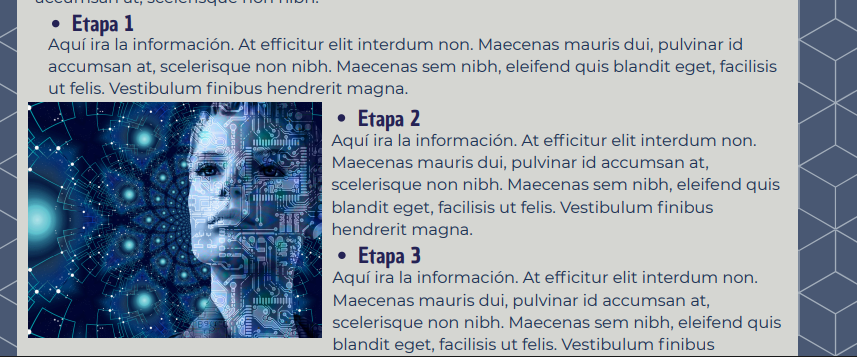 accumsan at, scelerisque non nibh.
Etapa 1
Aquí ira la información. At efficitur elit interdum non. Maecenas mauris dui, pulvinar id
accumsan at, scelerisque non nibh. Maecenas sem nibh, eleifend quis blandit eget, facilisis
ut felis. Vestibulum finibus hendrerit magna.
Etapa 2
Aquí ira la información. At efficitur elit interdum non.
Maecenas mauris dui, pulvinar id accumsan at,
scelerisque non nibh. Maecenas sem nibh, eleifend quis
blandit eget, facilisis ut felis. Vestibulum finibus
hendrerit magna.
Etapa 3
Aquí ira la información. At efficitur elit interdum non.
Maecenas mauris dui, pulvinar id accumsan at,
scelerisque non nibh. Maecenas sem nibh, eleifend quis
blandit eget, facilisis ut felis. Vestibulum finibus